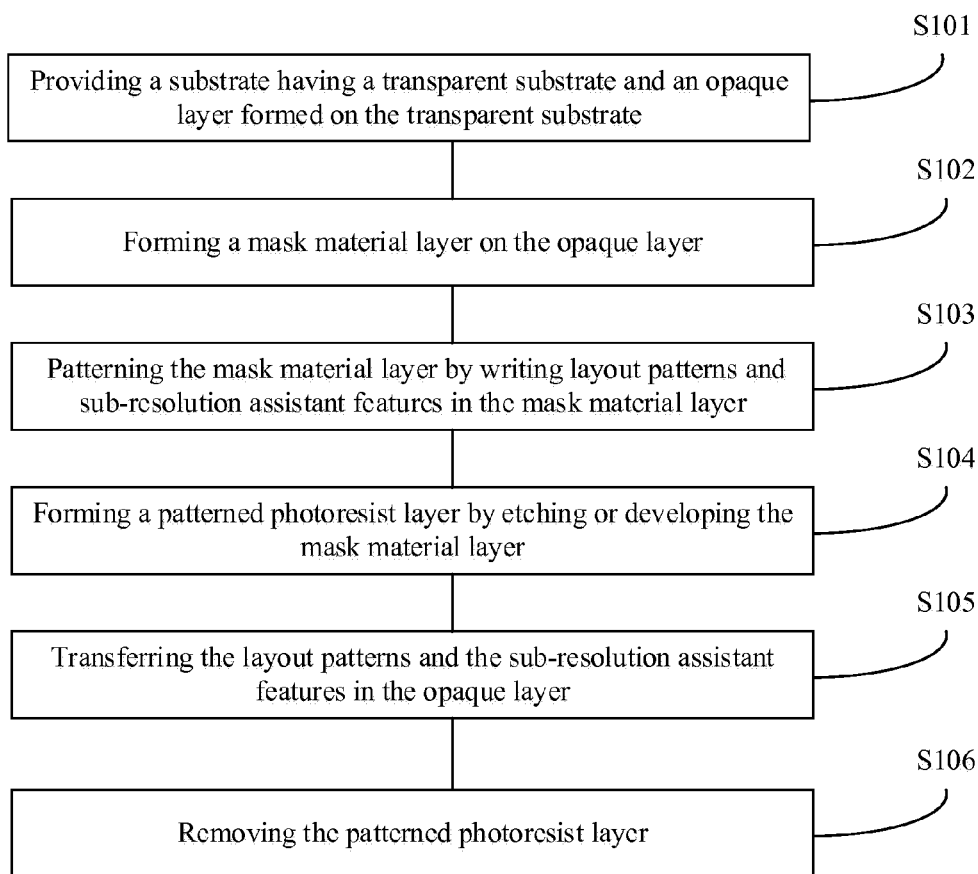 S101
Providing a substrate having a transparent substrate and an opaque
layer formed on the transparent substrate
S102
Forming a mask material layer on the opaque layer
S103
Patterning the mask material layer by writing layout patterns and
sub-resolution assistant features in the mask material layer
S104
Forming a patterned photoresist layer by etching or developing the
mask material layer
S105
Transferring the layout patterns and the sub-resolution assistant
features in the opaque layer
S106
Removing the patterned photoresist layer